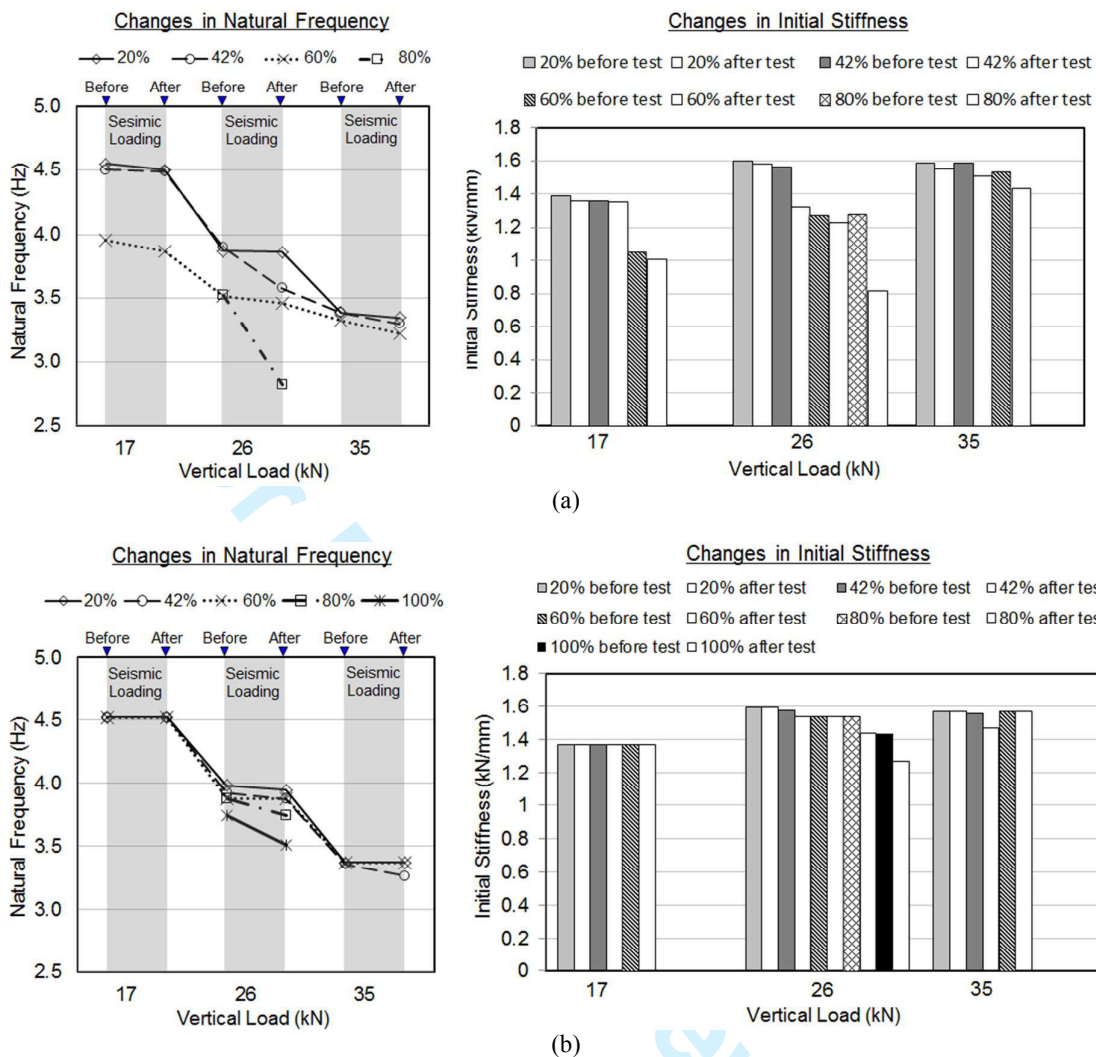 Changes in Natural Frequency
20% 42% 60% 80%
Before After Before After Before After
Sesimic Loading Seismic Loading Seismic Loading
5.0
4.5
4.0
3.5
3.0
2.5
Natural Frequency (Hz)
17 26 35
Vertical Load (kN)
Changes in Initial Stiffness
20% before test 20% after test 42% before test 42% after test
60% before test 60% after test 80% before test 80% after test
1.8
1.6
1.4
1.2
1
0.8
0.6
0.4
0.2
0
Initial Stiffness (kN/mm)
17 26 35
Vertical Load (kN)
(a)
Changes in Natural Frequency
20% 42% 60% 80% 100%
Before After Before After Before After
Seismic Loading Seismic Loading Seismic Loading
5.0
4.5
4.0
3.5
3.0
2.5
Natural Frequency (Hz)
17 26 35
Vertical Load (kN)
Changes in Initial Stiffness
20% before test 20% after test 42% before test 42% after test
60% before test 60% after test 80% before test 80% after test
100% before test 100% after test
1.8
1.6
1.4
1.2
1
0.8
0.6
0.4
0.2
0
Initial Stiffness (kN/mm)
17 26 35
Vertical Load (kN)
(b)